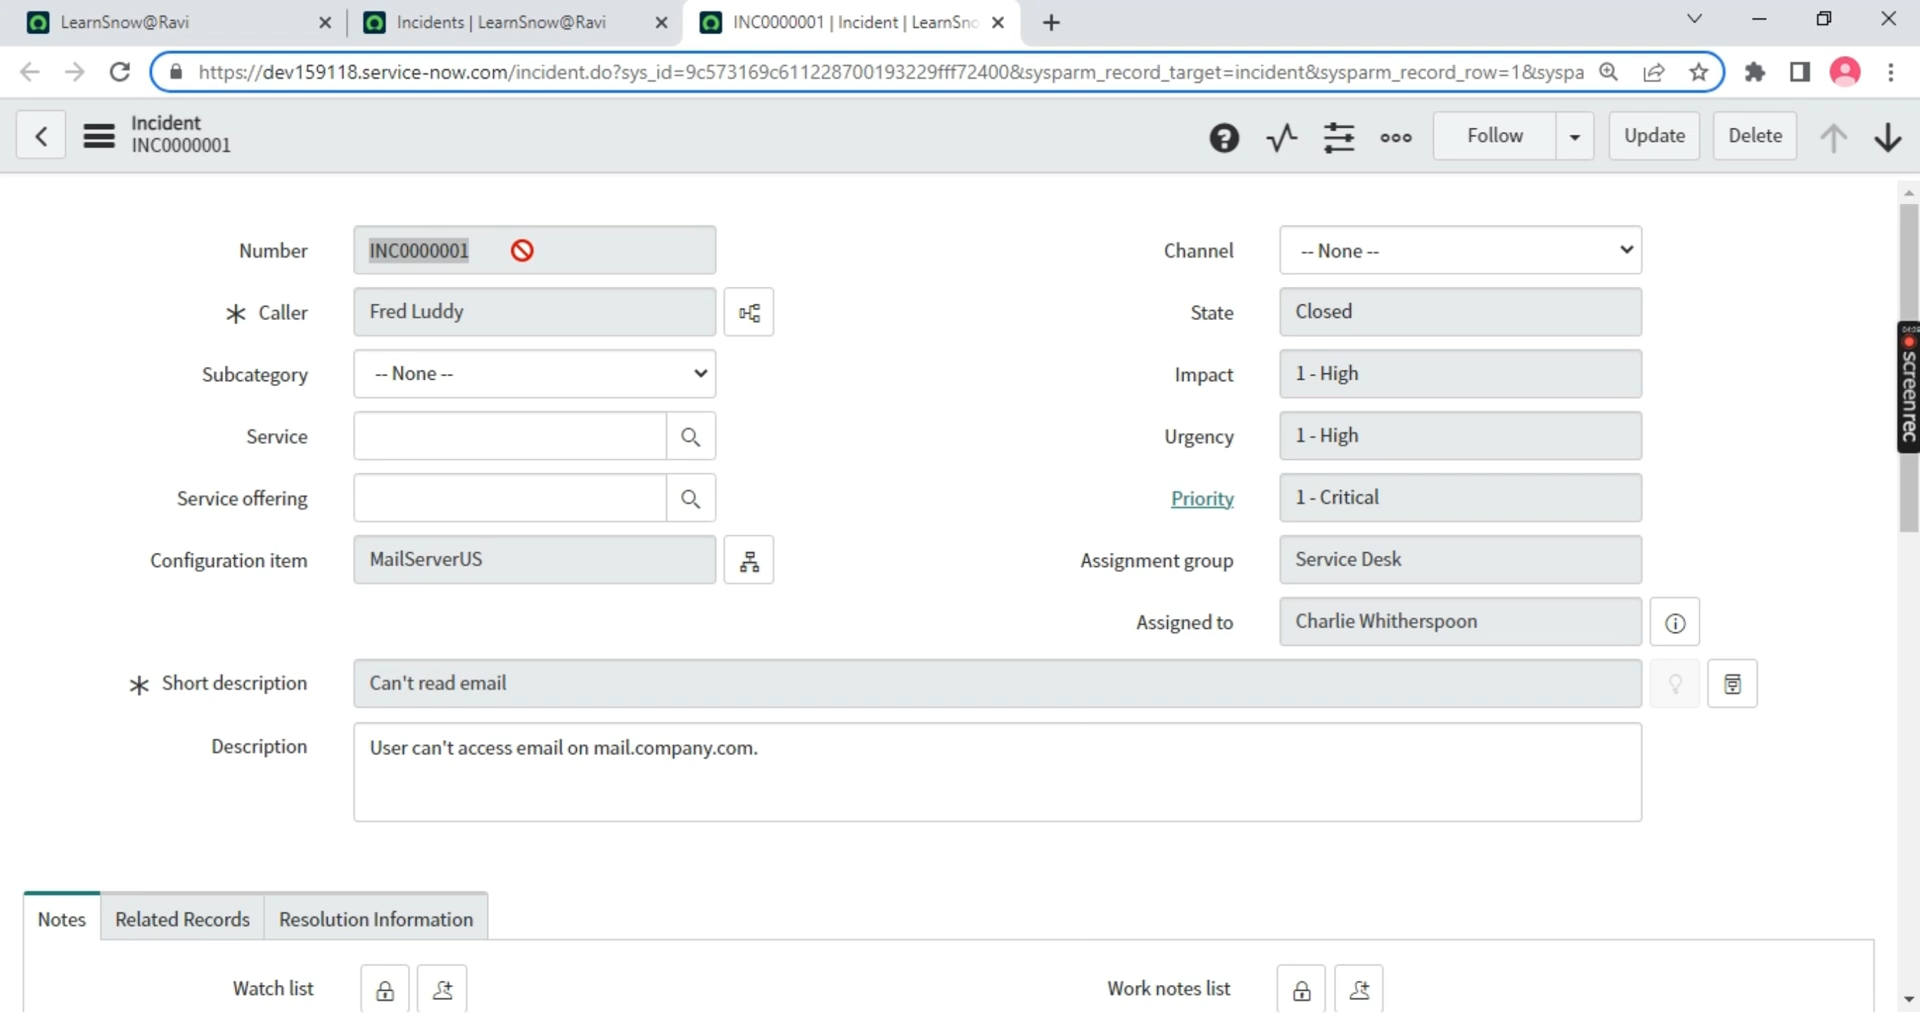 LearnSnow@Ravi
Incidents | LearnSnow@Ravi
INC0000001 | Incident | LearnSno
https://dev159118.service-now.com/incident.do?sys_id=9c573169c611228700193229fff72400&sysparm_record_target=incident&sysparm_record_row=1&syspa
Incident
INC0000001
Follow
Update
Delete
Number
INC0000001
Channel
-- None --
Caller
Fred Luddy
State
Closed
Subcategory
-- None --
Impact
1 - High
Service
Urgency
1 - High
Service offering
Priority
1 - Critical
Configuration item
MailServerUS
Assignment group
Service Desk
Assigned to
Charlie Whitherspoon
Short description
Can't read email
Description
User can't access email on mail.company.com.
Notes
Related Records
Resolution Information
Watch list
Work notes list
screenrec